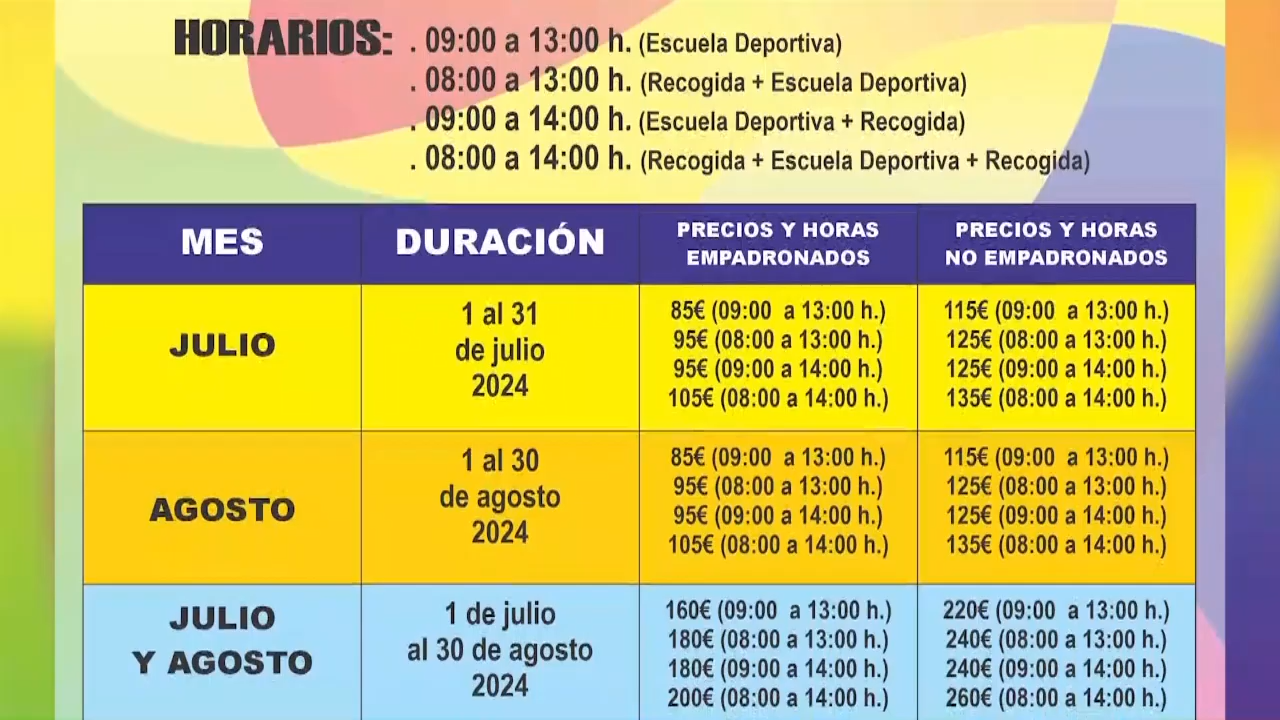 HORARIOS: . 09:00 a 13:00 h. (Escuela Deportiva)
. 08:00 a 13:00 h. (Recogida + Escuela Deportiva)
. 09:00 a 14:00 h. (Escuela Deportiva + Recogida)
. 08:00 a 14:00 h. (Recogida + Escuela Deportiva + Recogida)
MES
DURACIÓN
PRECIOS Y HORAS
EMPADRONADOS
PRECIOS Y HORAS
NO EMPADRONADOS
JULIO
1 al 31
de julio
2024
85€ (09:00 a 13:00 h.)
95€ (08:00 a 13:00 h.)
95€ (09:00 a 14:00 h.)
105€ (08:00 a 14:00 h.)
115€ (09:00 a 13:00 h.)
125€ (08:00 a 13:00 h.)
125€ (09:00 a 14:00 h.)
135€ (08:00 a 14:00 h.)
AGOSTO
1 al 30
de agosto
2024
85€ (09:00 a 13:00 h.)
95€ (08:00 a 13:00 h.)
95€ (09:00 a 14:00 h.)
105€ (08:00 a 14:00 h.)
115€ (09:00 a 13:00 h.)
125€ (08:00 a 13:00 h.)
125€ (09:00 a 14:00 h.)
135€ (08:00 a 14:00 h.)
JULIO
Y AGOSTO
1 de julio
al 30 de agosto
2024
160€ (09:00 a 13:00 h.)
180€ (08:00 a 13:00 h.)
180€ (09:00 a 14:00 h.)
200€ (08:00 a 14:00 h.)
220€ (09:00 a 13:00 h.)
240€ (08:00 a 13:00 h.)
240€ (09:00 a 14:00 h.)
260€ (08:00 a 14:00 h.)